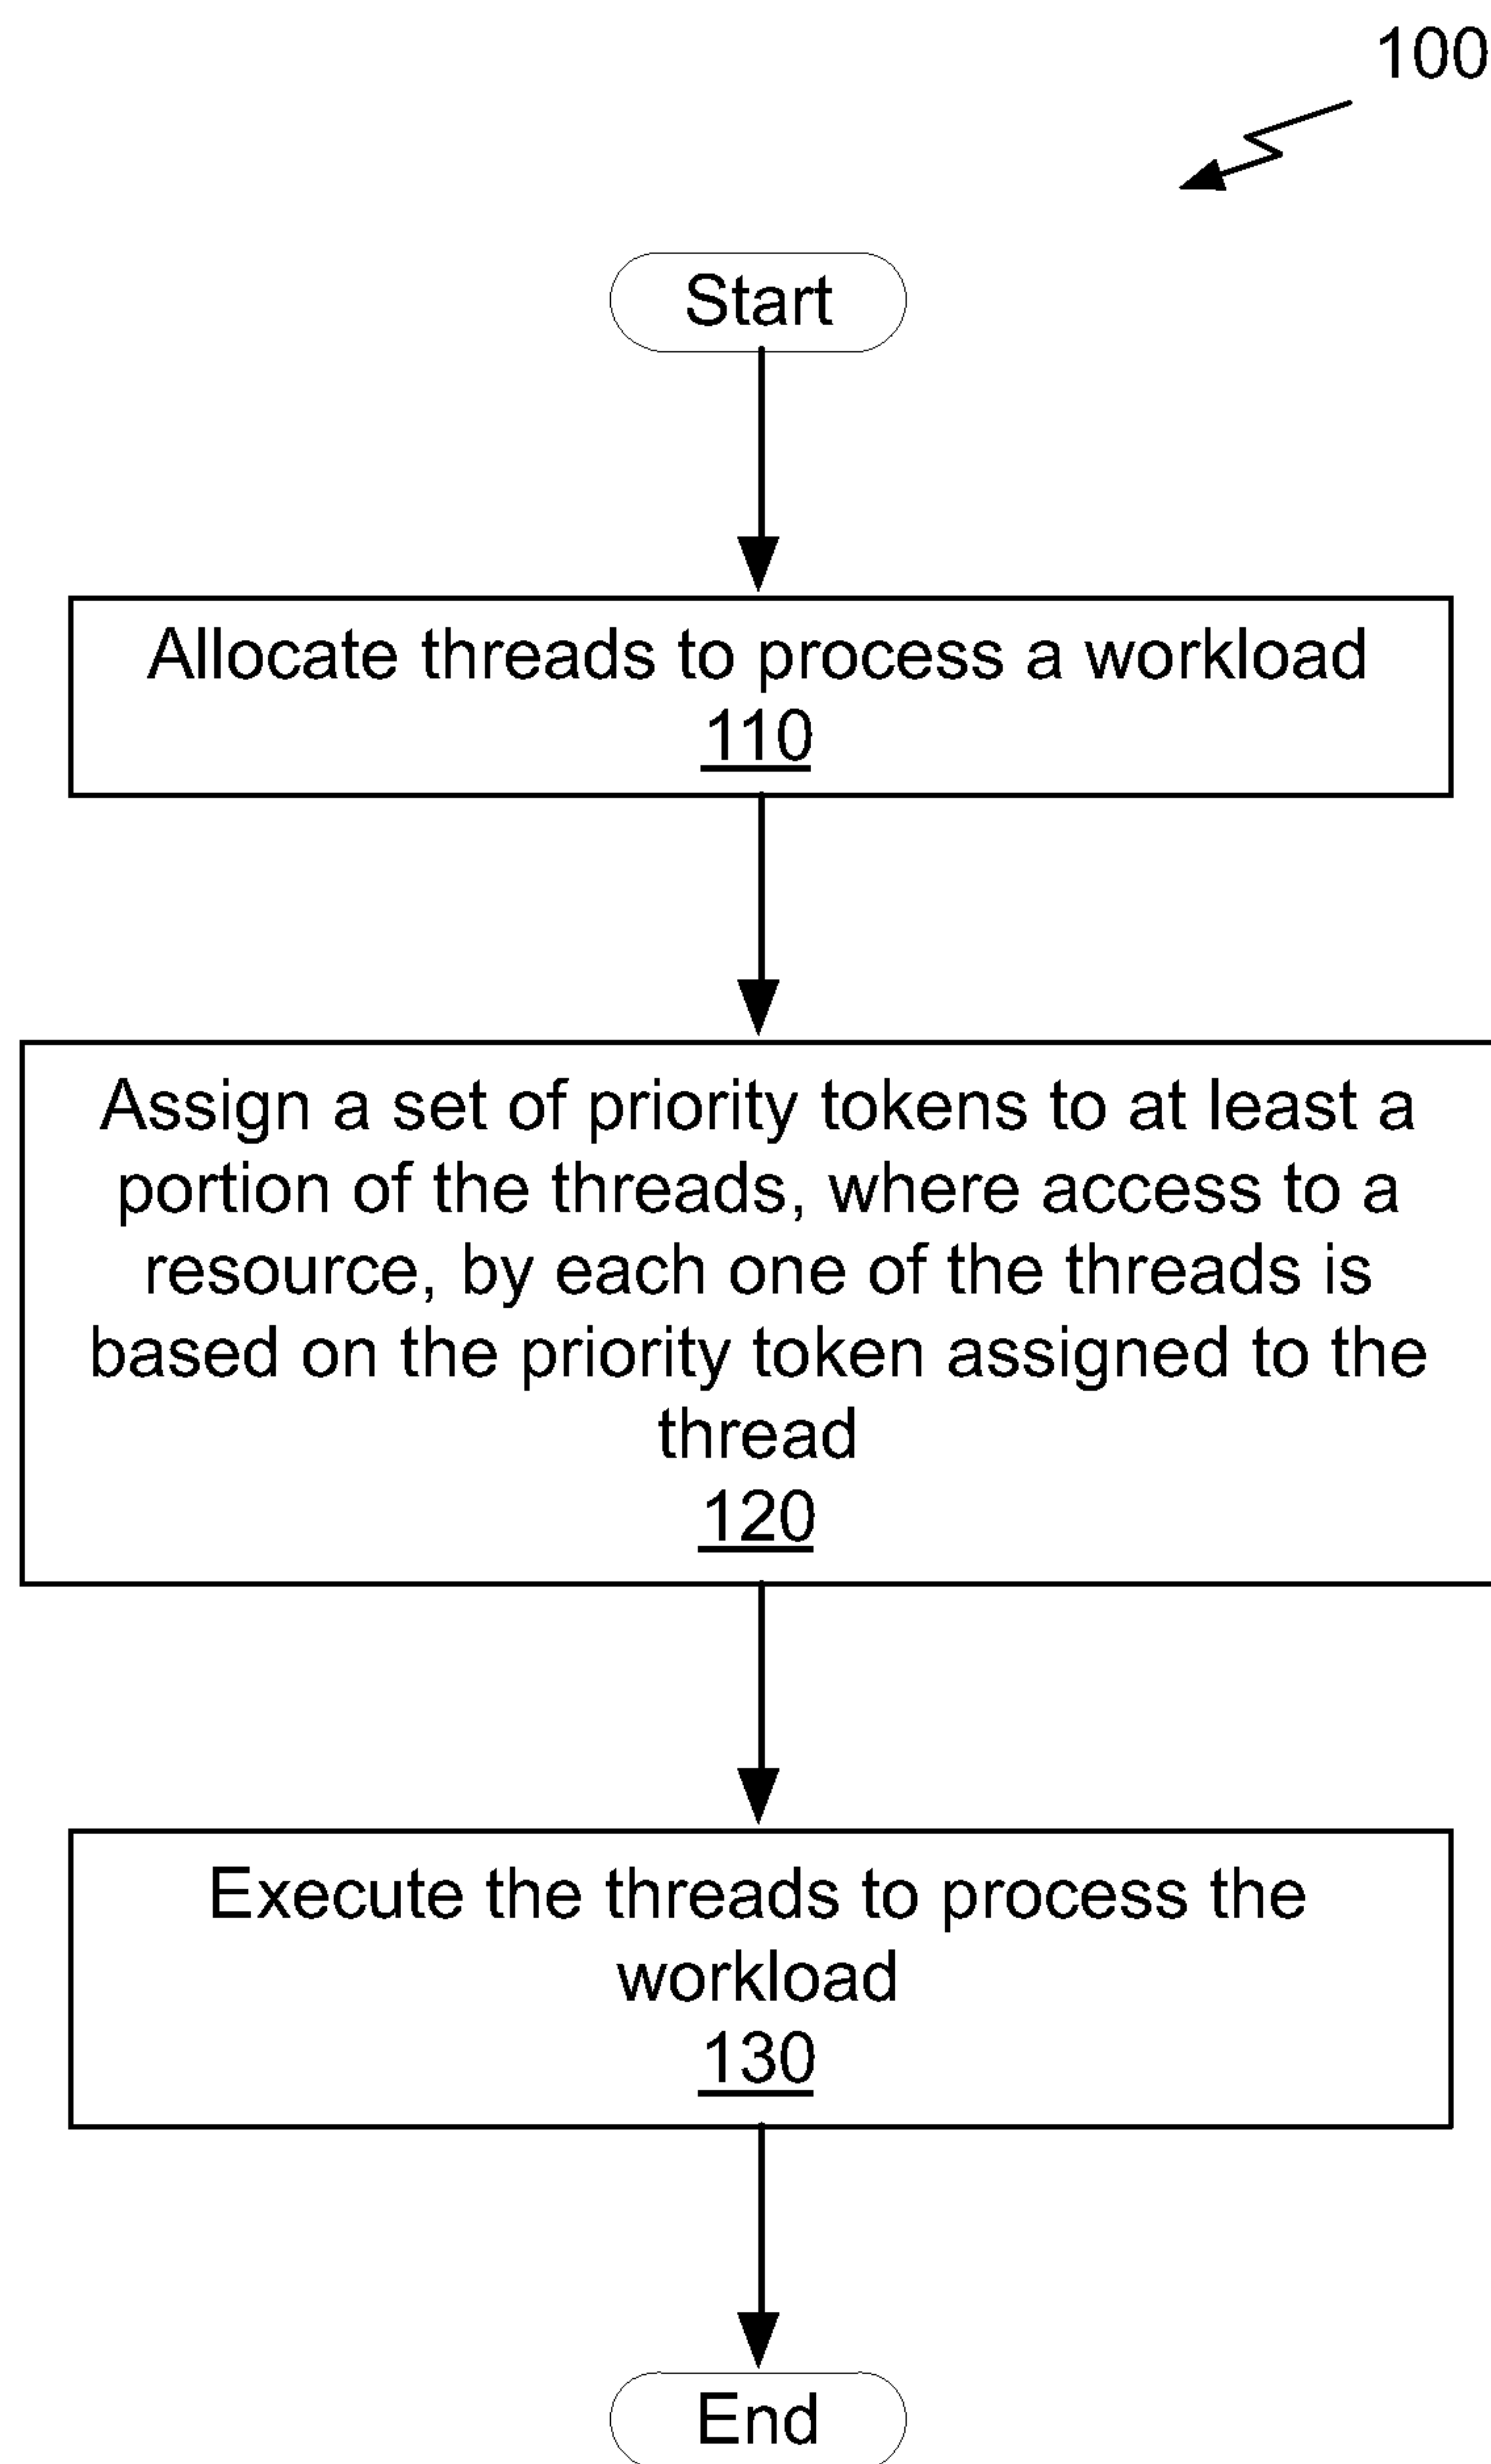 100
Start
Allocate threads to process a workload
110
Assign a set of priority tokens to at least a
portion of the threads, where access to a
resource, by each one of the threads is
based on the priority token assigned to the
thread
120
Execute the threads to process the
workload
130
End